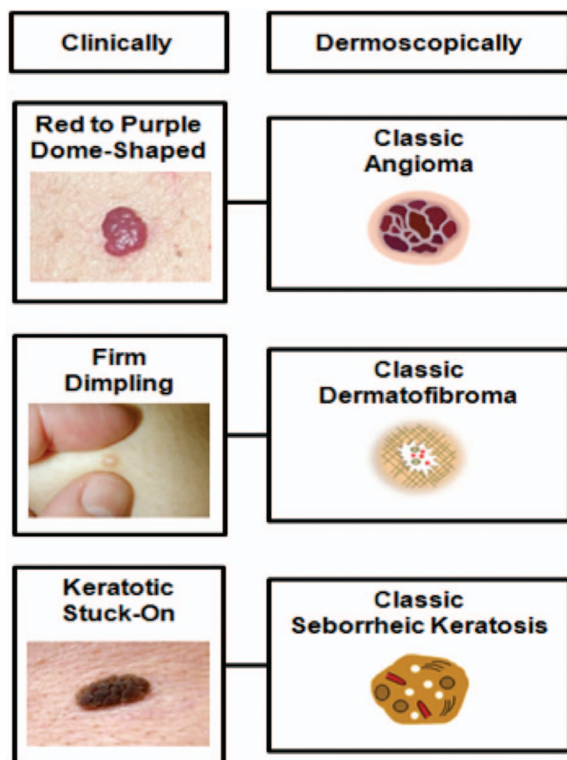 Clinically
Dermoscopically
Red to Purple
Dome-Shaped
Classic
Angioma
Firm
Dimpling
Classic
Dermatofibroma
Keratotic
Stuck-On
Classic
Seborrheic Keratosis